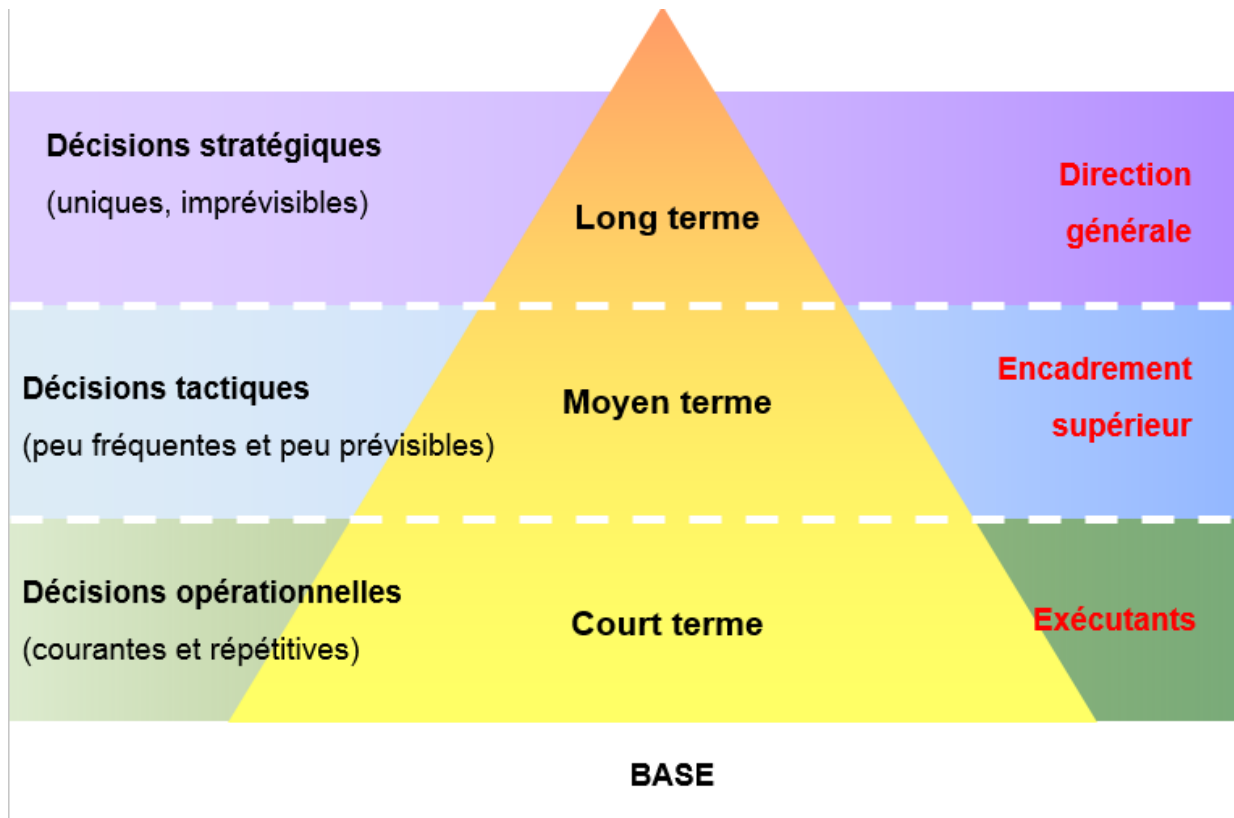 Décisions stratégiques
(uniques, imprévisibles)
Long terme
Direction
générale
Décisions tactiques
(peu fréquentes et peu prévisibles)
Moyen terme
Encadrement
supérieur
Décisions opérationnelles
(courantes et répétitives)
Court terme
Exécutants
BASE